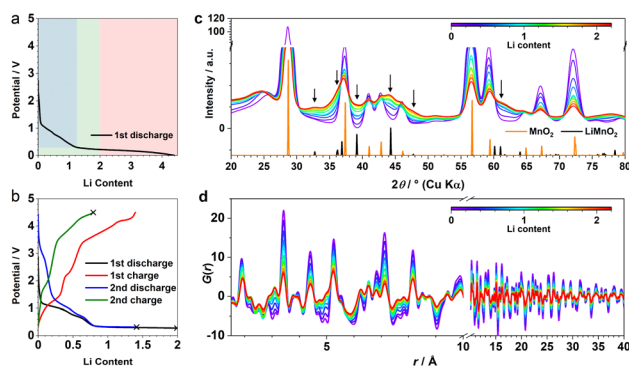 a
5
4
3
2
1
0
Potential / V
1st discharge
0 1 2 3 4
Li Content
b
5
4
3
2
1
0
Potential / V
1st discharge
1st charge
2nd discharge
2nd charge
0 0.5 1 1.5 2
Li Content
c
120
100
0
Intensity / a.u.
Li content
0 1 2
MnO2
LiMnO2
20 25 30 35 40 45 50 55 60 65 70 75 80
2θ / ° (Cu Kα)
d
20
10
0
-10
G(r)
Li content
0 1 2
5 10 15 20 25 30 35 40
r / Å